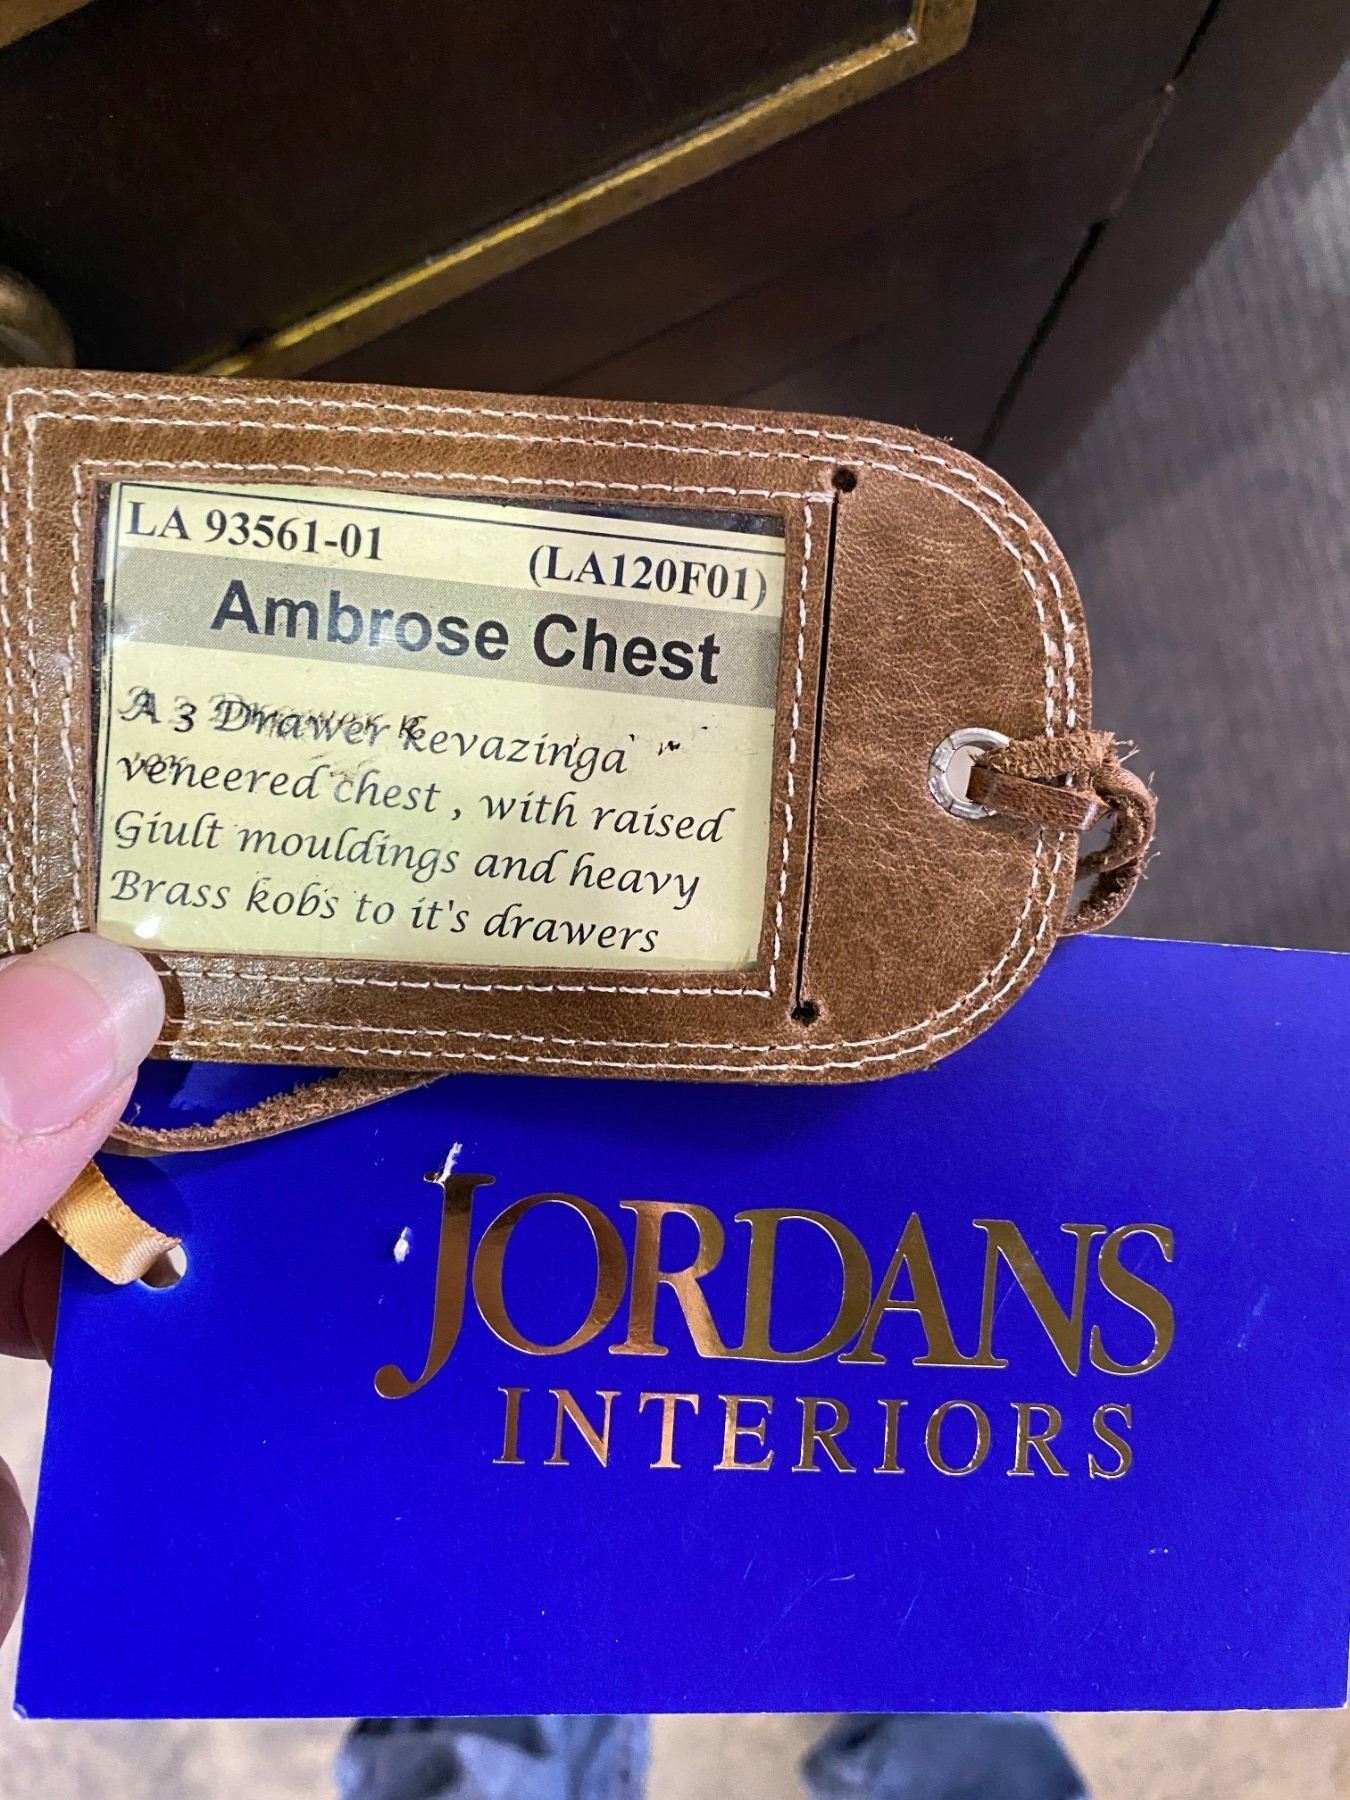 LA 93561-01
(LA120F01)
Ambrose Chest
A 3 Drawer kevazinga
veneered chest , with raised
Giult mouldings and heavy
Brass kobs to it's drawers
JORDANS
INTERIORS